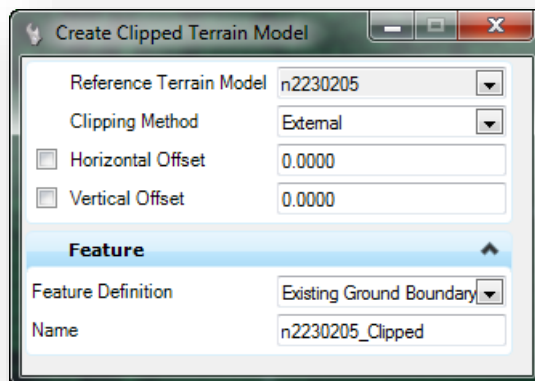 Create Clipped Terrain Model
Reference Terrain Model n2230205
Clipping Method External
Horizontal Offset 0.0000
Vertical Offset 0.0000
Feature
Feature Definition Existing Ground Boundary
Name n2230205_Clipped